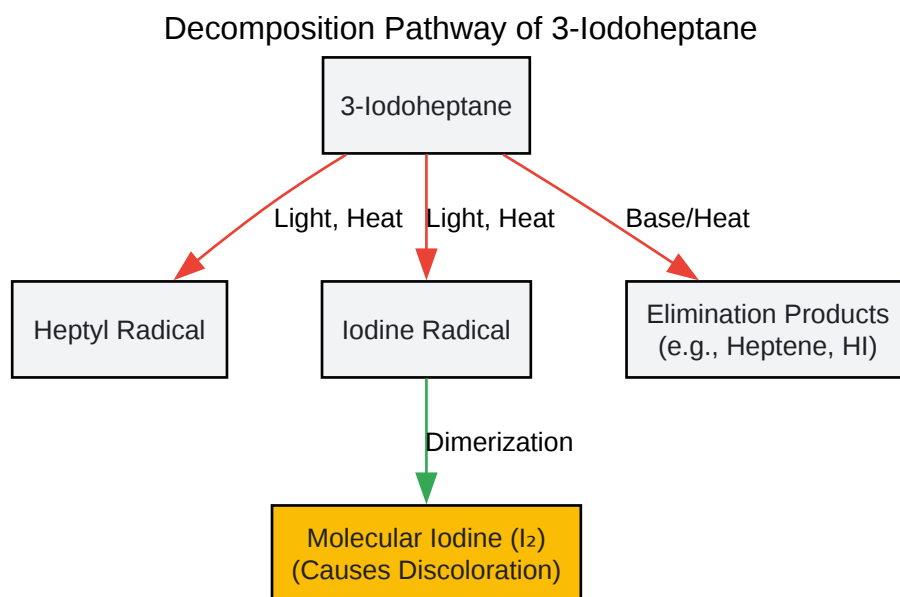 Decomposition Pathway of 3-Iodoheptane
3-Iodoheptane
Light, Heat
Light, Heat
Base/Heat
Heptyl Radical
Iodine Radical
Elimination Products
(e.g., Heptene, HI)
Dimerization
Molecular Iodine (I₂)
(Causes Discoloration)